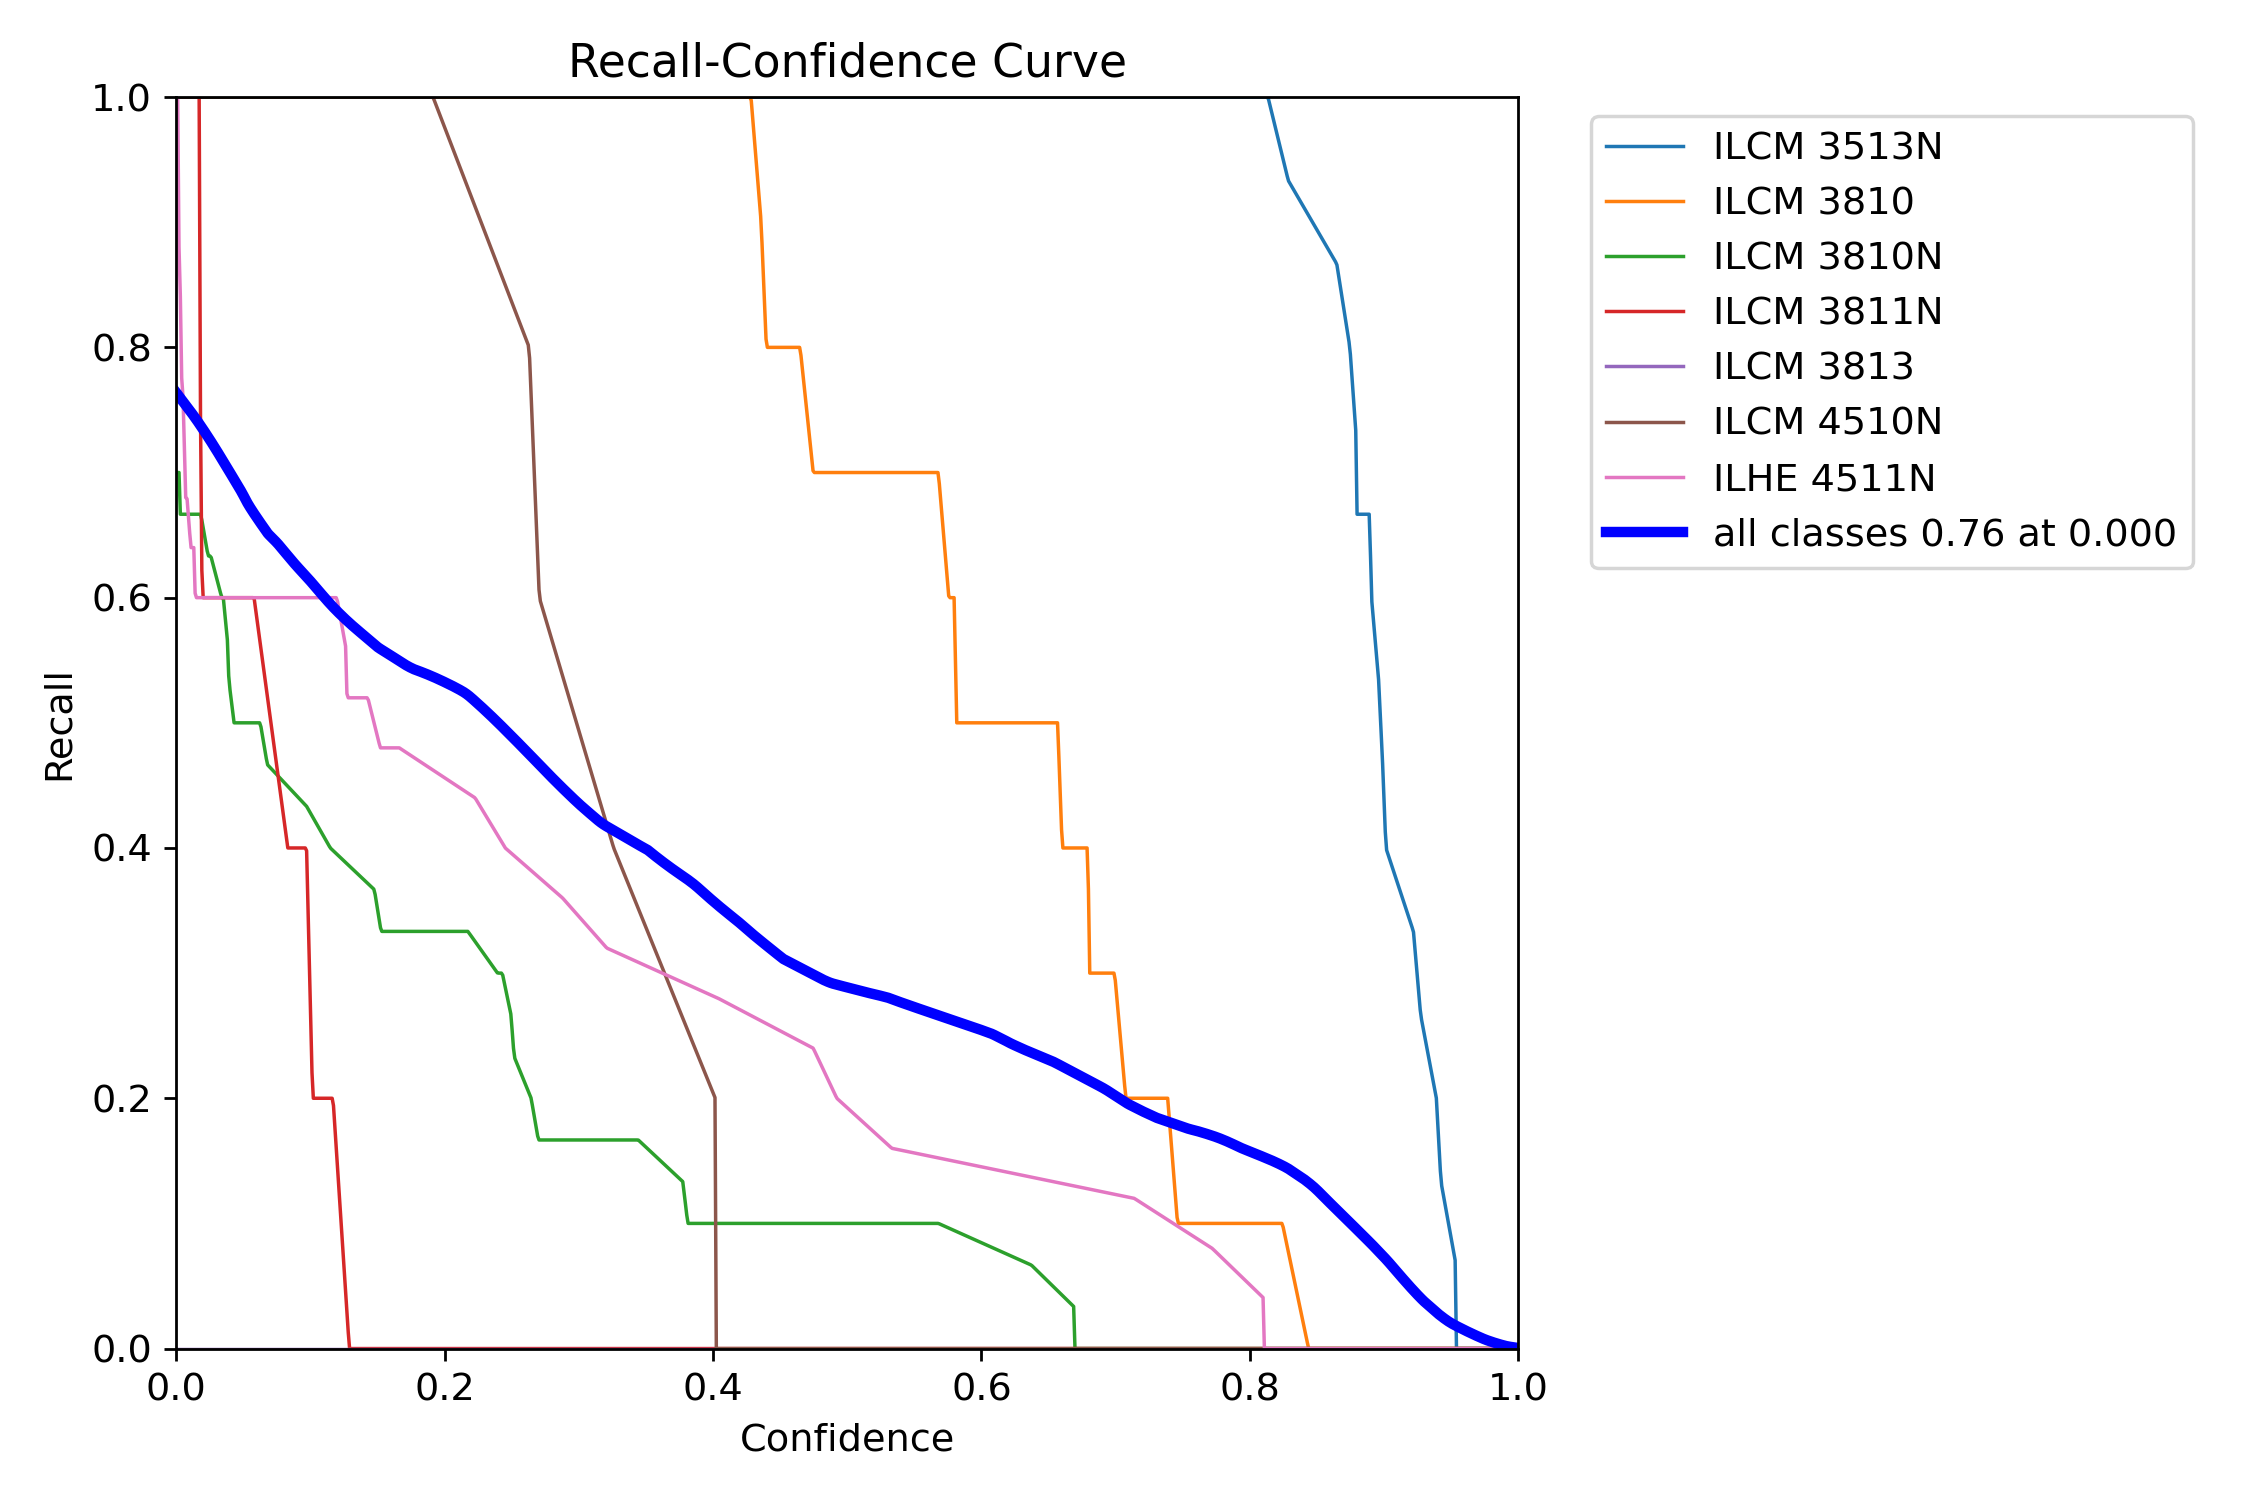 Recall-Confidence Curve
1.0
0.8
0.6
0.4
0.2
0.0
Recall
0.0 0.2 0.4 0.6 0.8 1.0
Confidence
ILCM 3513N
ILCM 3810
ILCM 3810N
ILCM 3811N
ILCM 3813
ILCM 4510N
ILHE 4511N
all classes 0.76 at 0.000